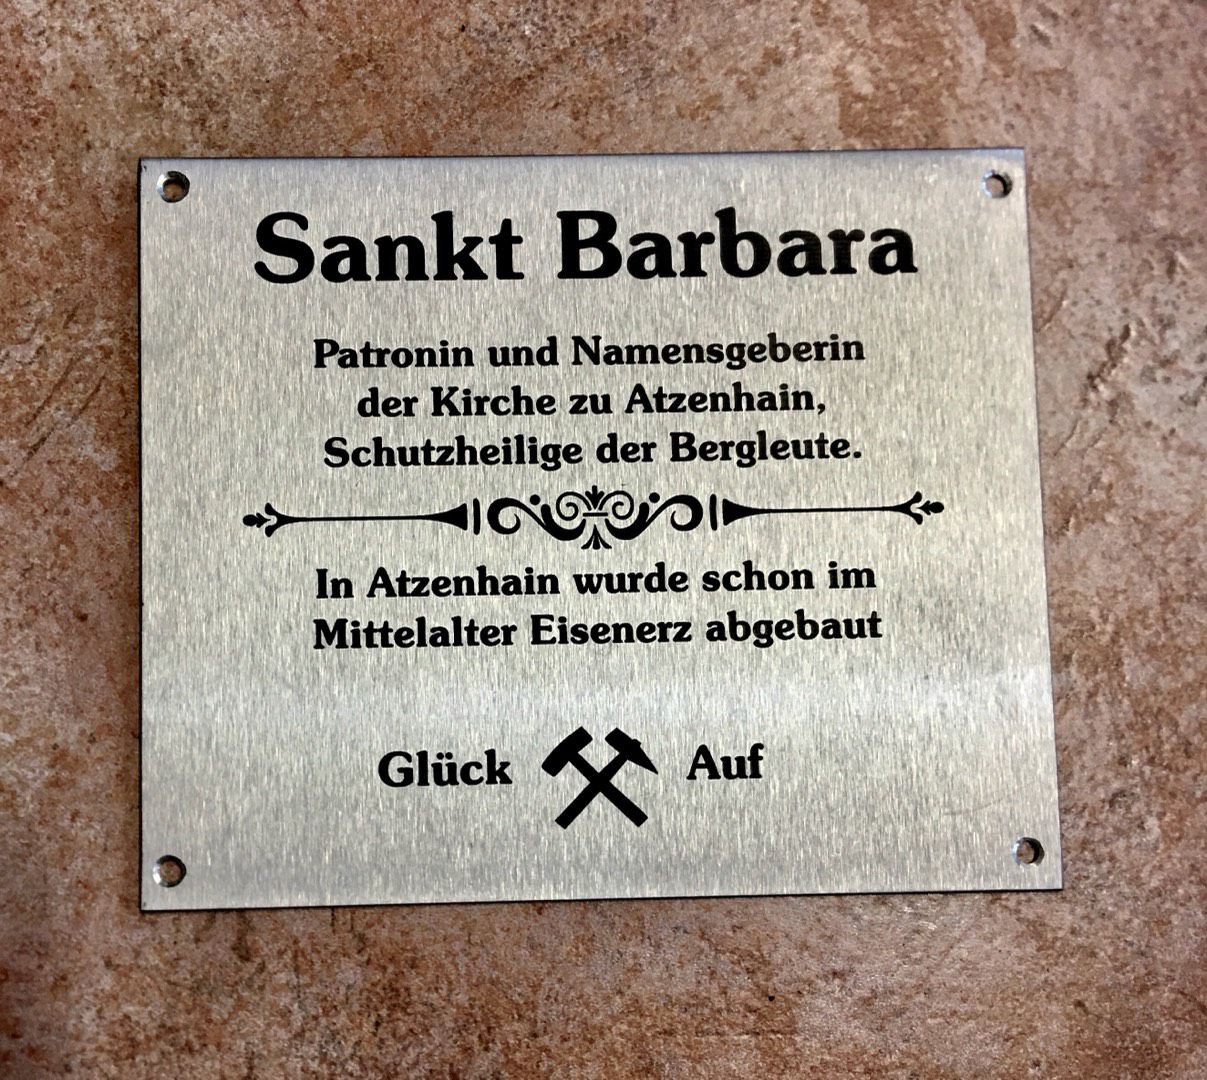 Sankt Barbara
Patronin und Namensgeberin
der Kirche zu Atzenhain,
Schutzheilige der Bergleute.
In Atzenhain wurde schon im
Mittelalter Eisenerz abgebaut
Glück Auf